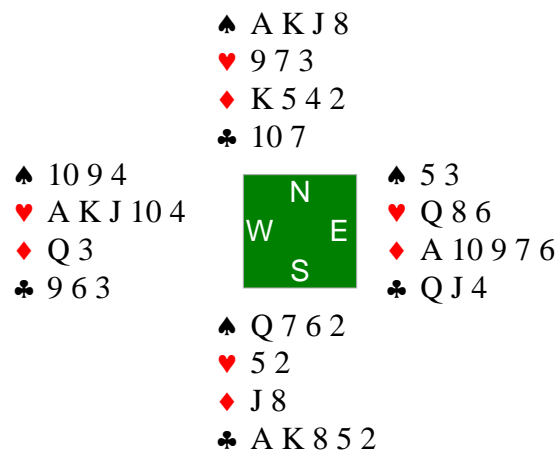 ♠ A K J 8
♥ 9 7 3
♦ K 5 4 2
♣ 10 7
♠ 10 9 4
♥ A K J 10 4
♦ Q 3
♣ 9 6 3
N
W E
S
♠ 5 3
♥ Q 8 6
♦ A 10 9 7 6
♣ Q J 4
♠ Q 7 6 2
♥ 5 2
♦ J 8
♣ A K 8 5 2